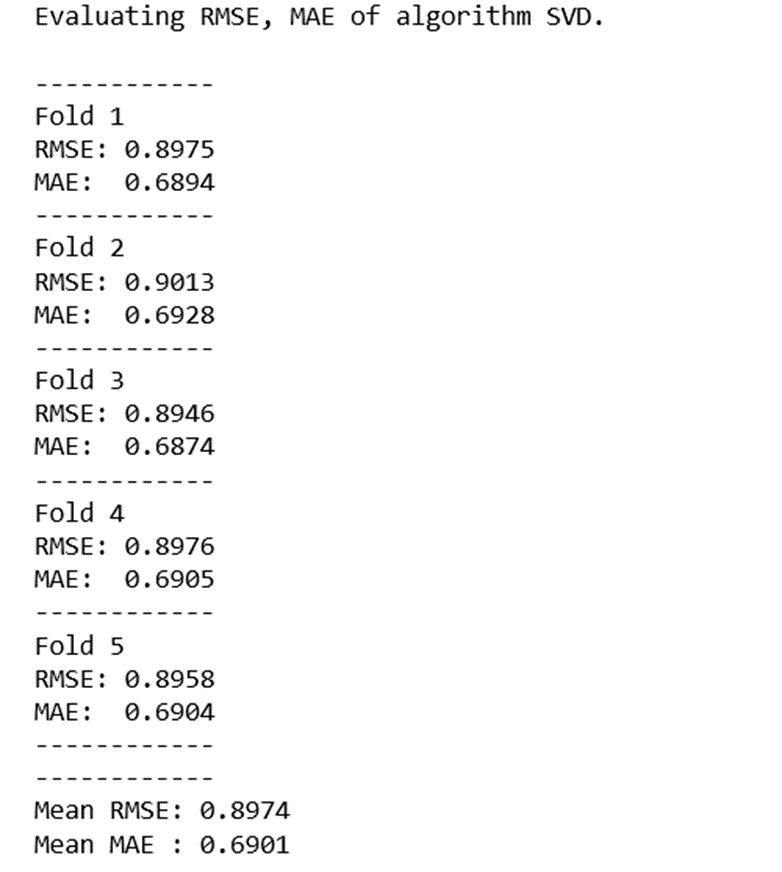 Evaluating RMSE, MAE of algorithm SVD.
------------
Fold 1
RMSE: 0.8975
MAE:  0.6894
------------
Fold 2
RMSE: 0.9013
MAE:  0.6928
------------
Fold 3
RMSE: 0.8946
MAE:  0.6874
------------
Fold 4
RMSE: 0.8976
MAE:  0.6905
------------
Fold 5
RMSE: 0.8958
MAE:  0.6904
------------
------------
Mean RMSE: 0.8974
Mean MAE : 0.6901